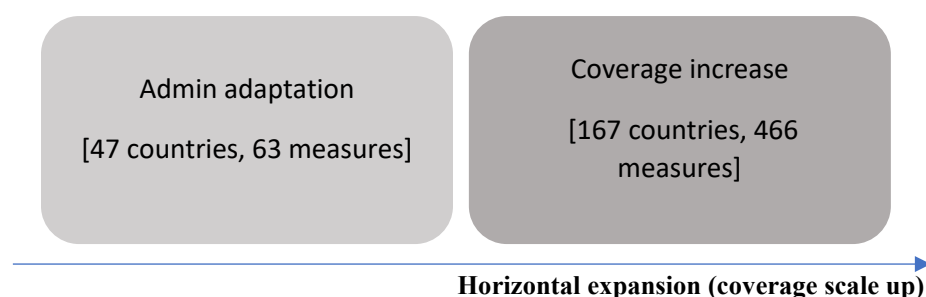 Admin adaptation
[47 countries, 63 measures]
Coverage increase
[167 countries, 466
measures]
Horizontal expansion (coverage scale up)